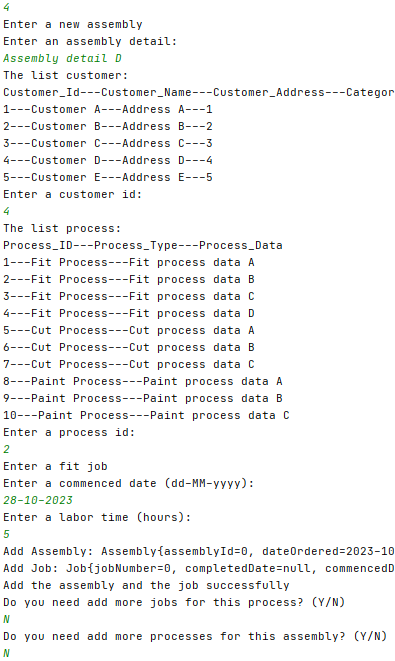 4
Enter a new assembly
Enter an assembly detail:
Assembly detail D
The list customer:
Customer_Id---Customer_Name---Customer_Address---Categor
1---Customer A---Address A---1
2---Customer B---Address B---2
3---Customer C---Address C---3
4---Customer D---Address D---4
5---Customer E---Address E---5
Enter a customer id:
4
The list process:
Process_ID---Process_Type---Process_Data
1---Fit Process---Fit process data A
2---Fit Process---Fit process data B
3---Fit Process---Fit process data C
4---Fit Process---Fit process data D
5---Cut Process---Cut process data A
6---Cut Process---Cut process data B
7---Cut Process---Cut process data C
8---Paint Process---Paint process data A
9---Paint Process---Paint process data B
10---Paint Process---Paint process data C
Enter a process id:
2
Enter a fit job
Enter a commenced date (dd-MM-yyyy):
28-10-2023
Enter a labor time (hours):
5
Add Assembly: Assembly{assemblyId=0, dateOrdered=2023-10
Add Job: Job{jobNumber=0, completedDate=null, commencedD
Add the assembly and the job successfully
Do you need add more jobs for this process? (Y/N)
N
Do you need add more processes for this assembly? (Y/N)
N